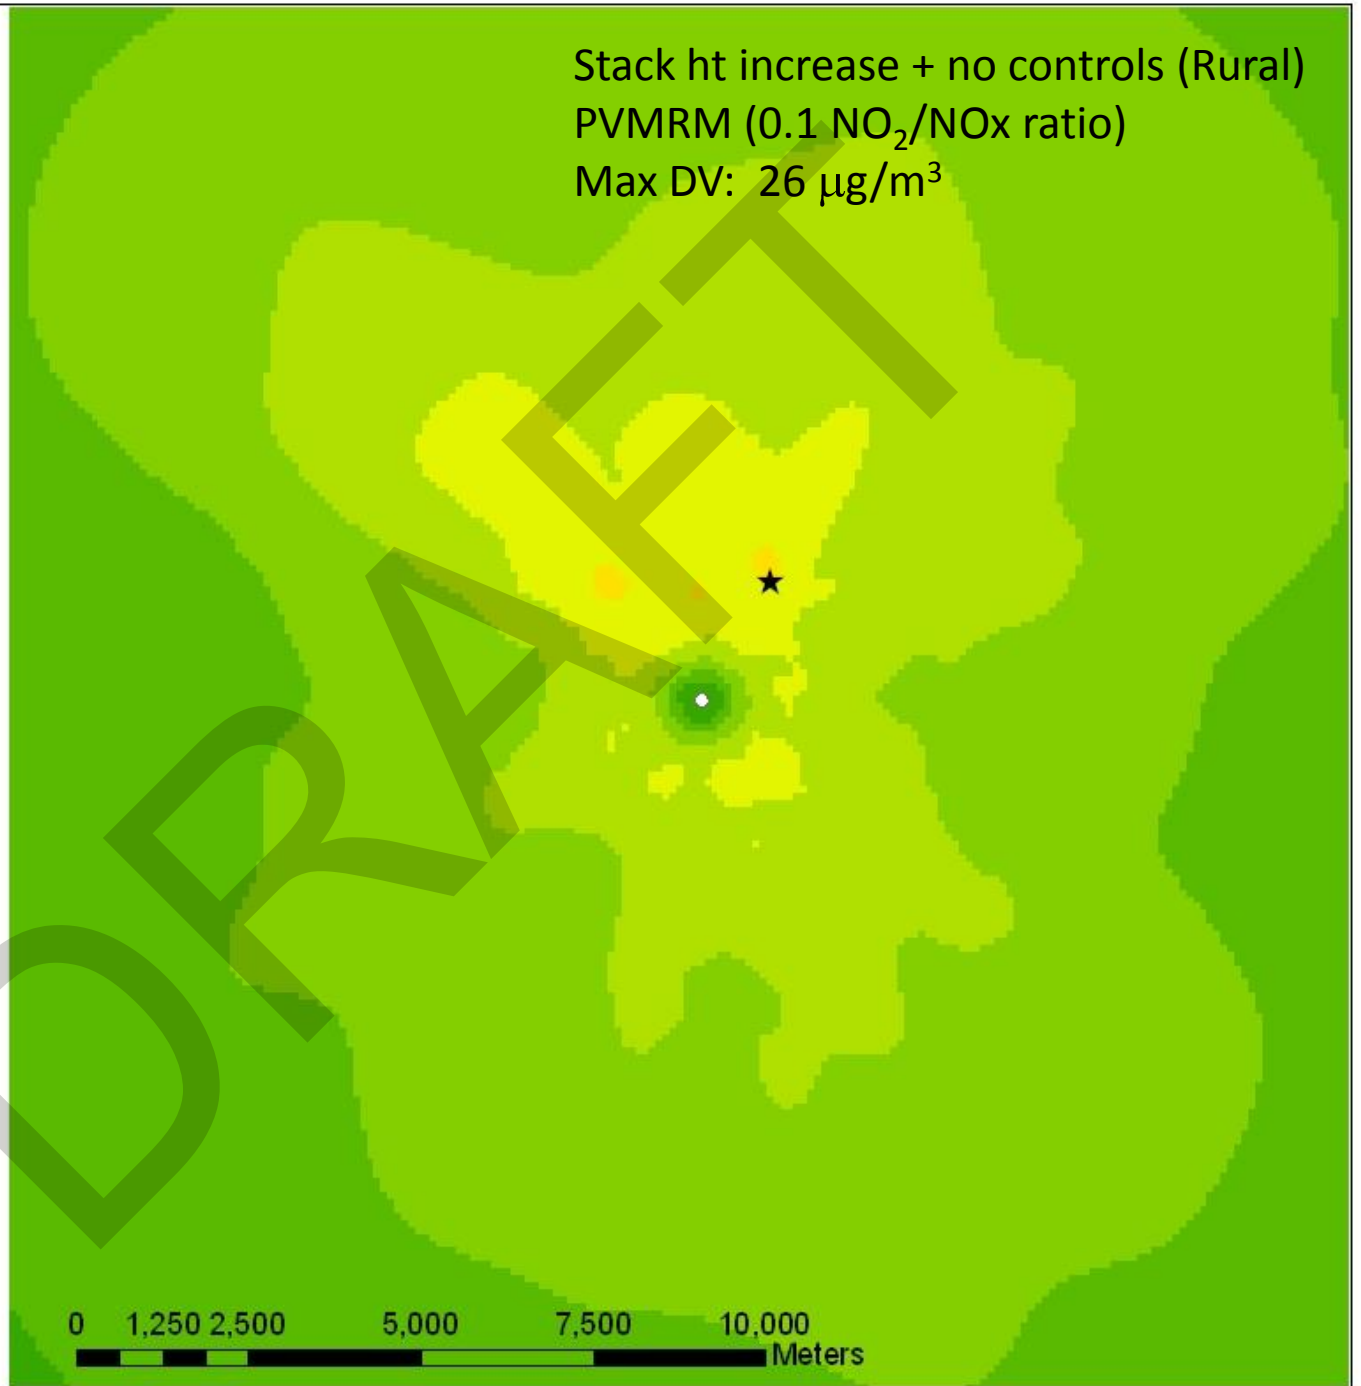 Stack ht increase + no controls (Rural)
PVMRM (0.1 NO₂/NOx ratio)
Max DV: 26 μg/m³
DRAFT
0 1,250 2,500 5,000 7,500 10,000
Meters